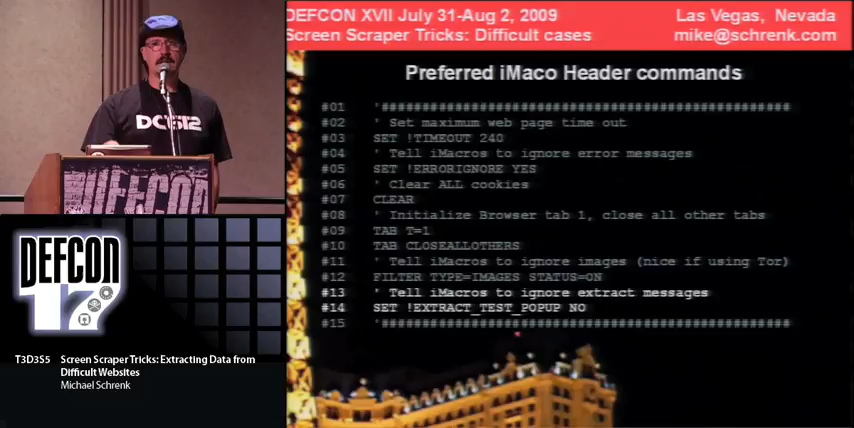 DEFCON XVII July 31-Aug 2, 2009
Las Vegas, Nevada
Screen Scraper Tricks: Difficult cases
mike@schrenk.com
Preferred iMaco Header commands
#01 '##################################################
#02 ' Set maximum web page time out
#03 SET !TIMEOUT 240
#04 ' Tell iMacros to ignore error messages
#05 SET !ERRORIGNORE YES
#06 ' Clear ALL cookies
#07 CLEAR
#08 ' Initialize Browser tab 1, close all other tabs
#09 TAB T=1
#10 TAB CLOSEALLOTHERS
#11 ' Tell iMacros to ignore images (nice if using Tor)
#12 FILTER TYPE=IMAGES STATUS=ON
#13 ' Tell iMacros to ignore extract messages
#14 SET !EXTRACT_TEST_POPUP NO
#15 '##################################################
DC612
DEFCON
DEFCON
17
T3D3S5 Screen Scraper Tricks: Extracting Data from
Difficult Websites
Michael Schrenk